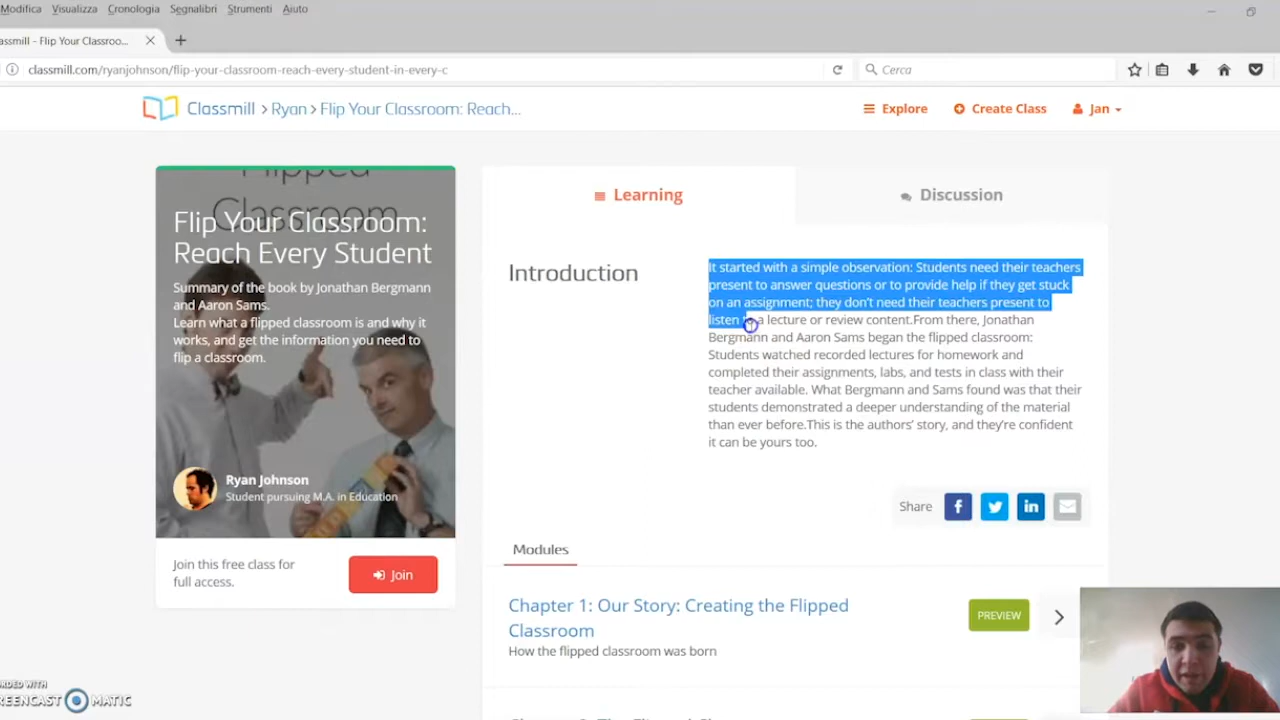 Modifica Visualizza Cronologia Segnalibri Strumenti Aiuto
assmill - Flip Your Classroo...
classmill.com/ryanjohnson/flip-your-classroom-reach-every-student-in-every-c
Cerca
Classmill > Ryan > Flip Your Classroom: Reach...
Explore
Create Class
Jan
Flipped
Classroom
Flip Your Classroom:
Reach Every Student
Summary of the book by Jonathan Bergmann
and Aaron Sams.
Learn what a flipped classroom is and why it
works, and get the information you need to
flip a classroom.
Ryan Johnson
Student pursuing M.A. in Education
Join this free class for
full access.
Join
Learning
Discussion
Introduction
It started with a simple observation: Students need their teachers
present to answer questions or to provide help if they get stuck
on an assignment; they don't need their teachers present to
listen a lecture or review content.From there, Jonathan
Bergmann and Aaron Sams began the flipped classroom:
Students watched recorded lectures for homework and
completed their assignments, labs, and tests in class with their
teacher available. What Bergmann and Sams found was that their
students demonstrated a deeper understanding of the material
than ever before.This is the authors' story, and they're confident
it can be yours too.
Share
Modules
Chapter 1: Our Story: Creating the Flipped
Classroom
How the flipped classroom was born
PREVIEW
RDED WITH
REENCAST MATIC